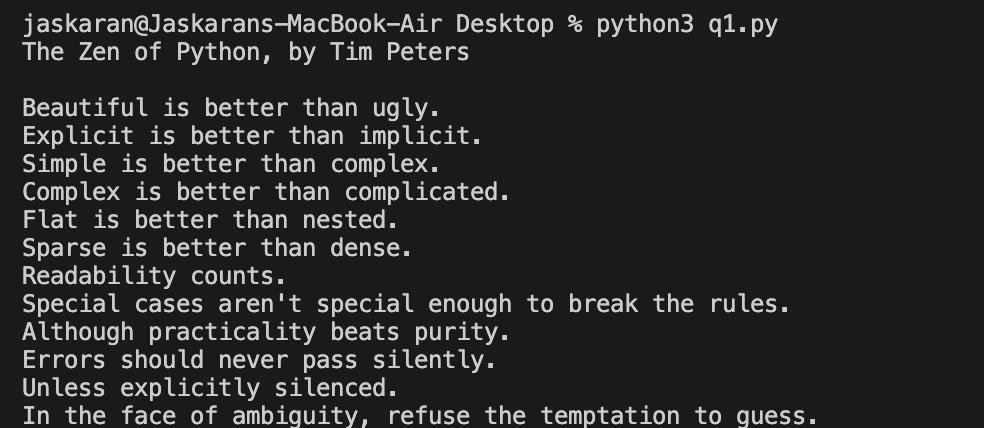 jaskaran@Jaskarans-MacBook-Air Desktop % python3 q1.py
The Zen of Python, by Tim Peters

Beautiful is better than ugly.
Explicit is better than implicit.
Simple is better than complex.
Complex is better than complicated.
Flat is better than nested.
Sparse is better than dense.
Readability counts.
Special cases aren't special enough to break the rules.
Although practicality beats purity.
Errors should never pass silently.
Unless explicitly silenced.
In the face of ambiguity, refuse the temptation to guess.